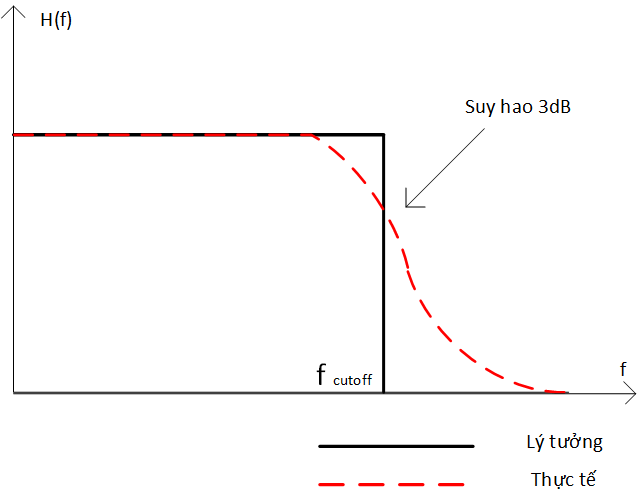 H(f)
Suy hao 3dB
f cutoff
f
Lý tưởng
Thực tế